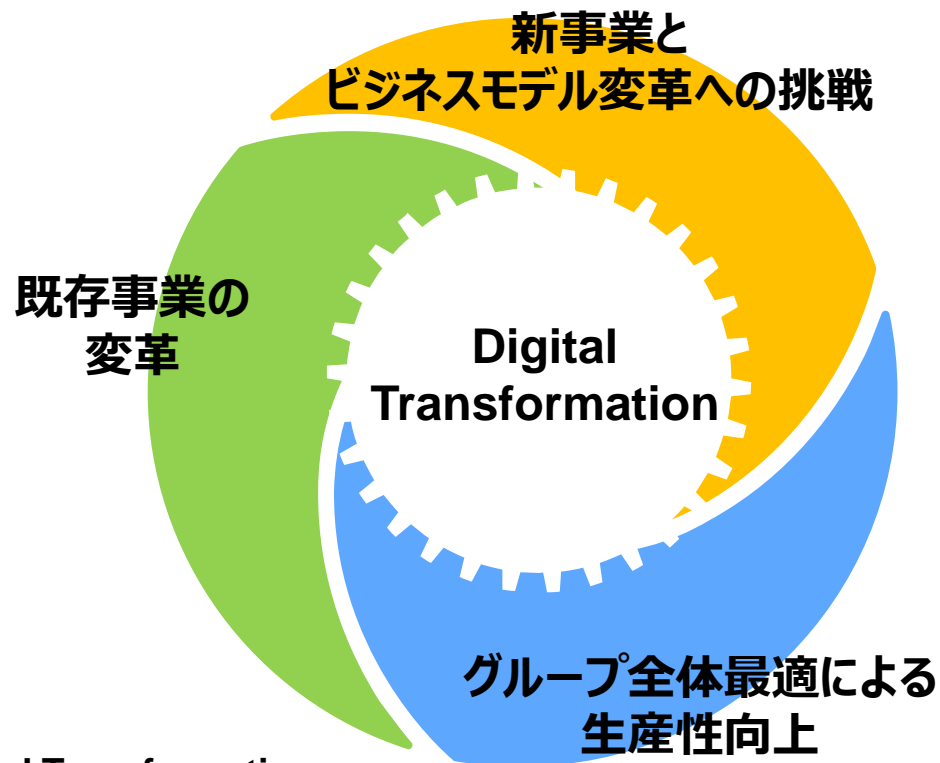 新事業と
ビジネスモデル変革への挑戦
既存事業の
変革
Digital
Transformation
グループ全体最適による
生産性向上